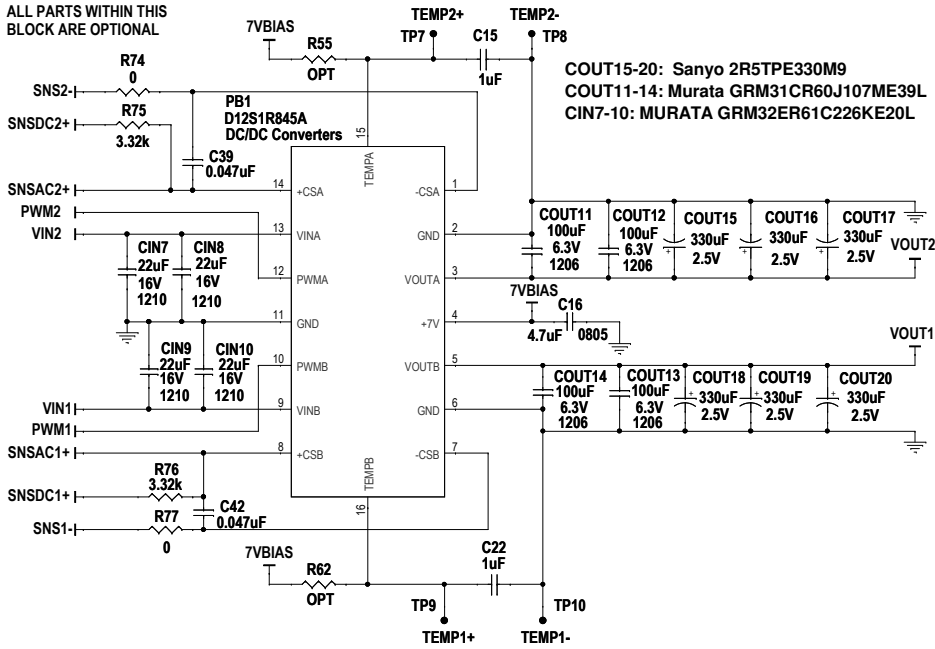 ALL PARTS WITHIN THIS
BLOCK ARE OPTIONAL
TEMP2+
TEMP2-
7VBIAS
R55
OPT
TP7
C15
1uF
TP8
COUT15-20: Sanyo 2R5TPE330M9
COUT11-14: Murata GRM31CR60J107ME39L
CIN7-10: MURATA GRM32ER61C226KE20L
R74
0
SNS2-
R75
3.32k
SNSDC2+
PB1
D12S1R845A
DC/DC Converters
C39
0.047uF
SNSAC2+
PWM2
VIN2
15
TEMPA
14
+CSA
-CSA
1
13
VINA
GND
2
12
PWMA
VOUTA
3
11
GND
+7V
4
10
PWMB
VOUTB
5
9
VINB
GND
6
8
+CSB
-CSB
7
TEMPB
16
CIN7
22uF
16V
1210
CIN8
22uF
16V
1210
CIN9
22uF
16V
1210
CIN10
22uF
16V
1210
COUT11
100uF
6.3V
1206
COUT12
100uF
6.3V
1206
COUT15
330uF
+
2.5V
COUT16
330uF
+
2.5V
COUT17
330uF
+
2.5V
VOUT2
7VBIAS
C16
4.7uF
0805
VOUT1
COUT14
100uF
6.3V
1206
COUT13
100uF
6.3V
1206
COUT18
+
330uF
2.5V
COUT19
+
330uF
2.5V
COUT20
+
330uF
2.5V
VIN1
PWM1
SNSAC1+
R76
3.32k
SNSDC1+
C42
0.047uF
R77
SNS1-
0
7VBIAS
R62
OPT
C22
1uF
TP9
TP10
TEMP1+
TEMP1-